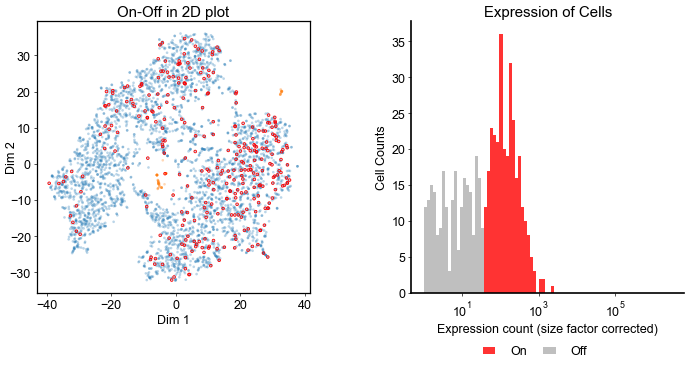 On-Off in 2D plot
Expression of Cells
Dim 2
30
20
10
0
−10
−20
−30
−40
−20
0
20
40
Dim 1
Cell Counts
35
30
25
20
15
10
5
0
10^1
10^3
10^5
Expression count (size factor corrected)
On
Off